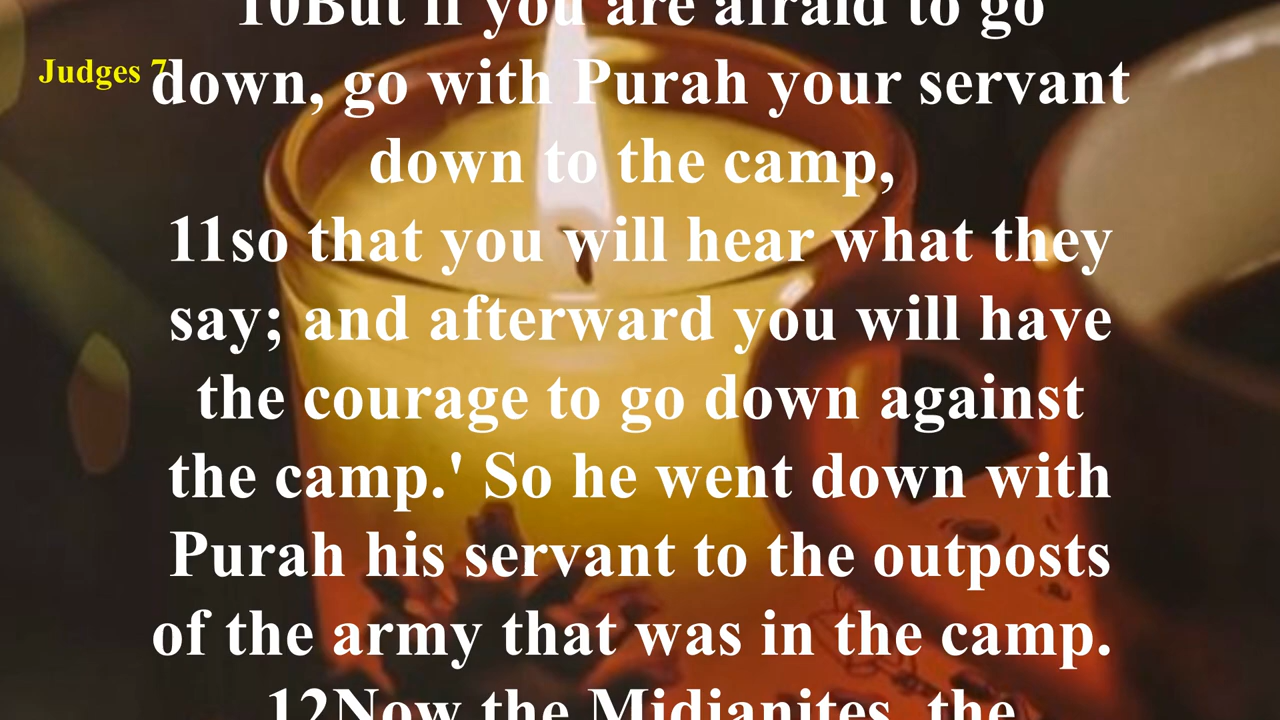 10But if you are afraid to go
Judges 7
down, go with Purah your servant
down to the camp,
11so that you will hear what they
say; and afterward you will have
the courage to go down against
the camp.' So he went down with
Purah his servant to the outposts
of the army that was in the camp.
12Now the Midianites, the